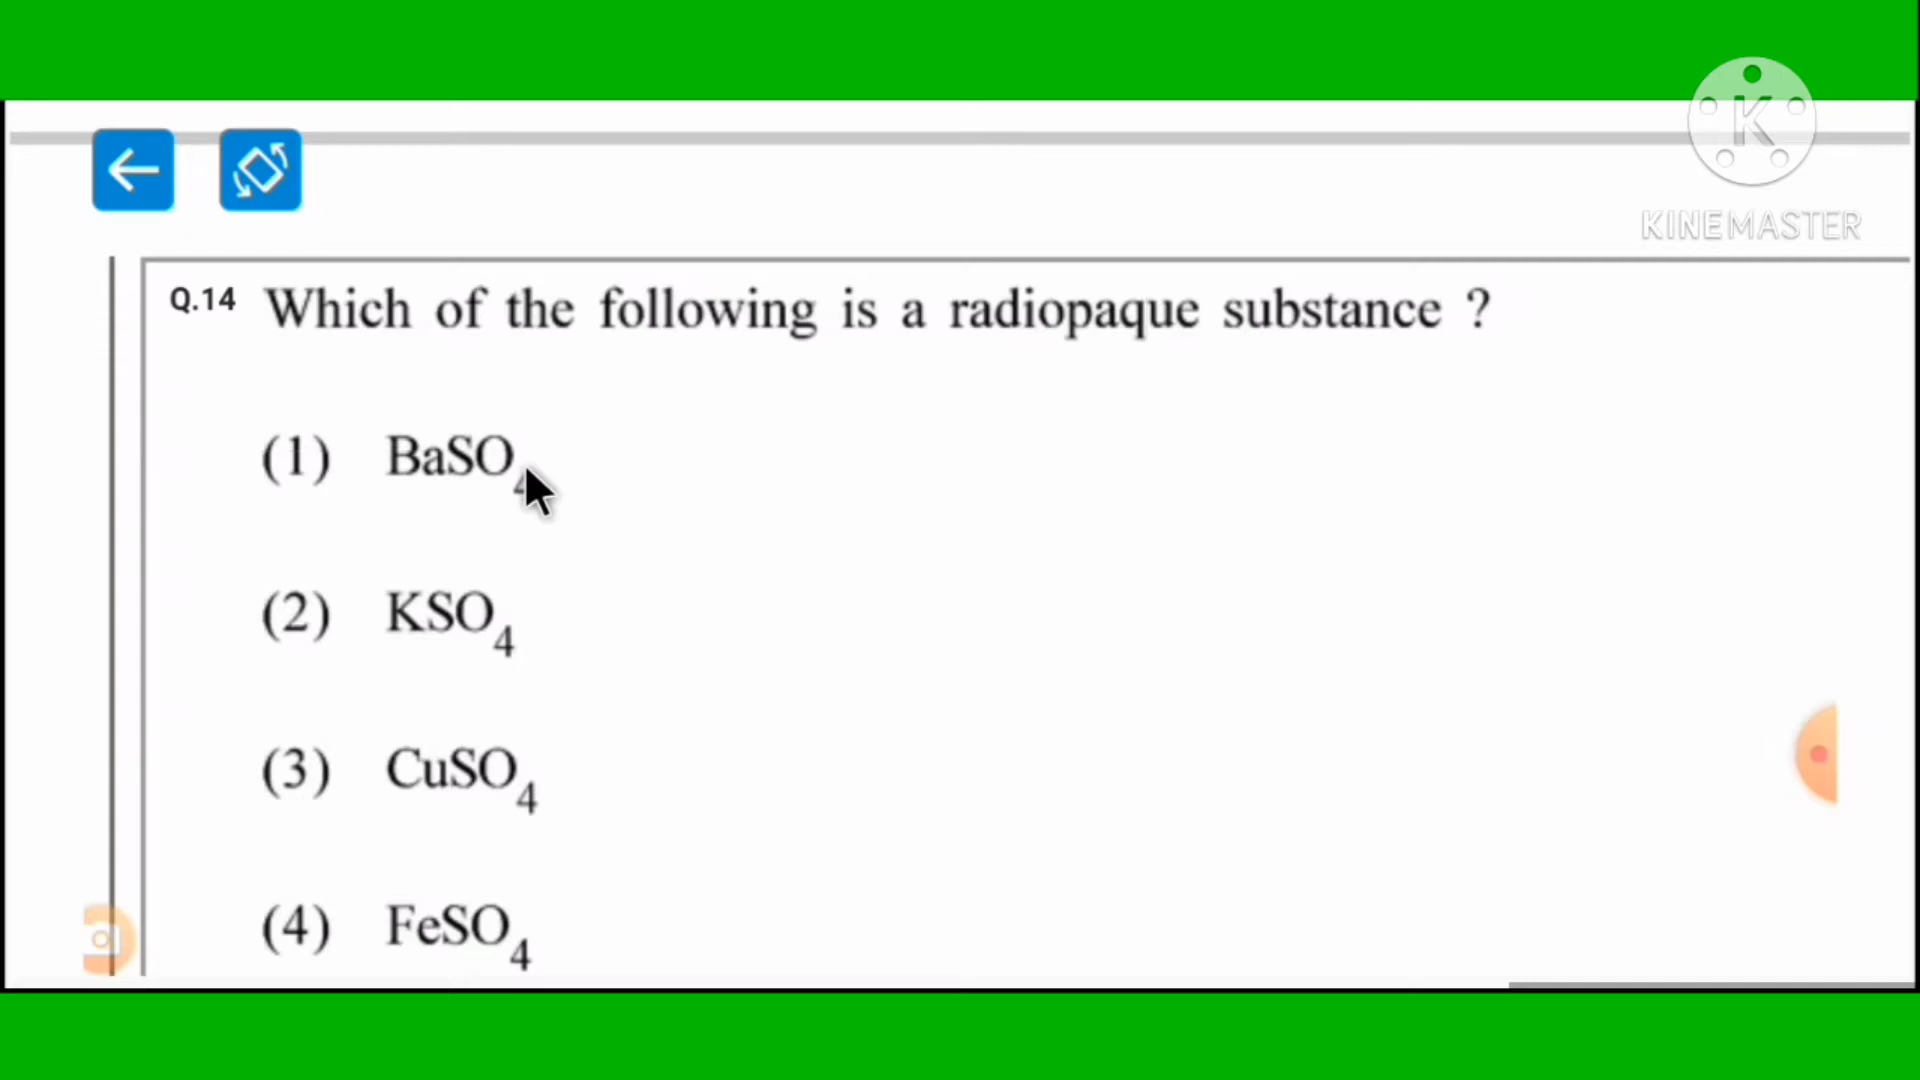 K
KINEMASTER
Q.14 Which of the following is a radiopaque substance ?
(1) BaSO4
(2) KSO4
(3) CuSO4
(4) FeSO4